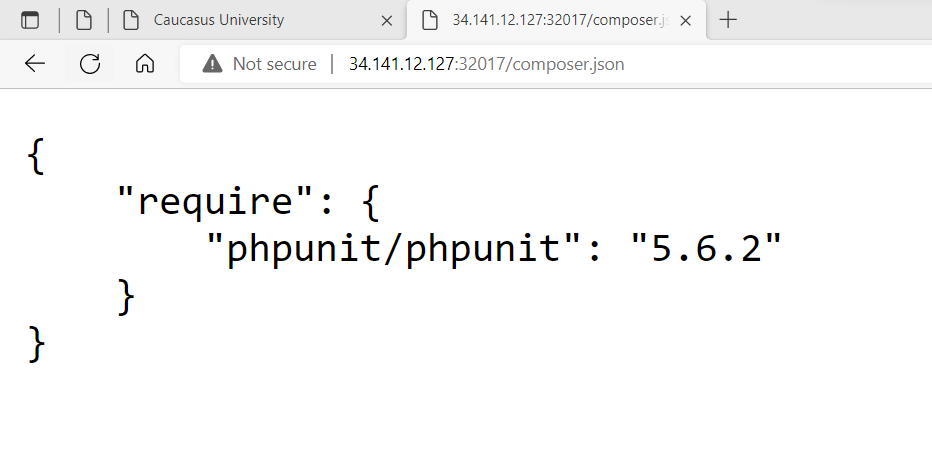 Caucasus University
34.141.12.127:32017/composer.js
Not secure
34.141.12.127:32017/composer.json
{
"require": {
"phpunit/phpunit": "5.6.2"
}
}